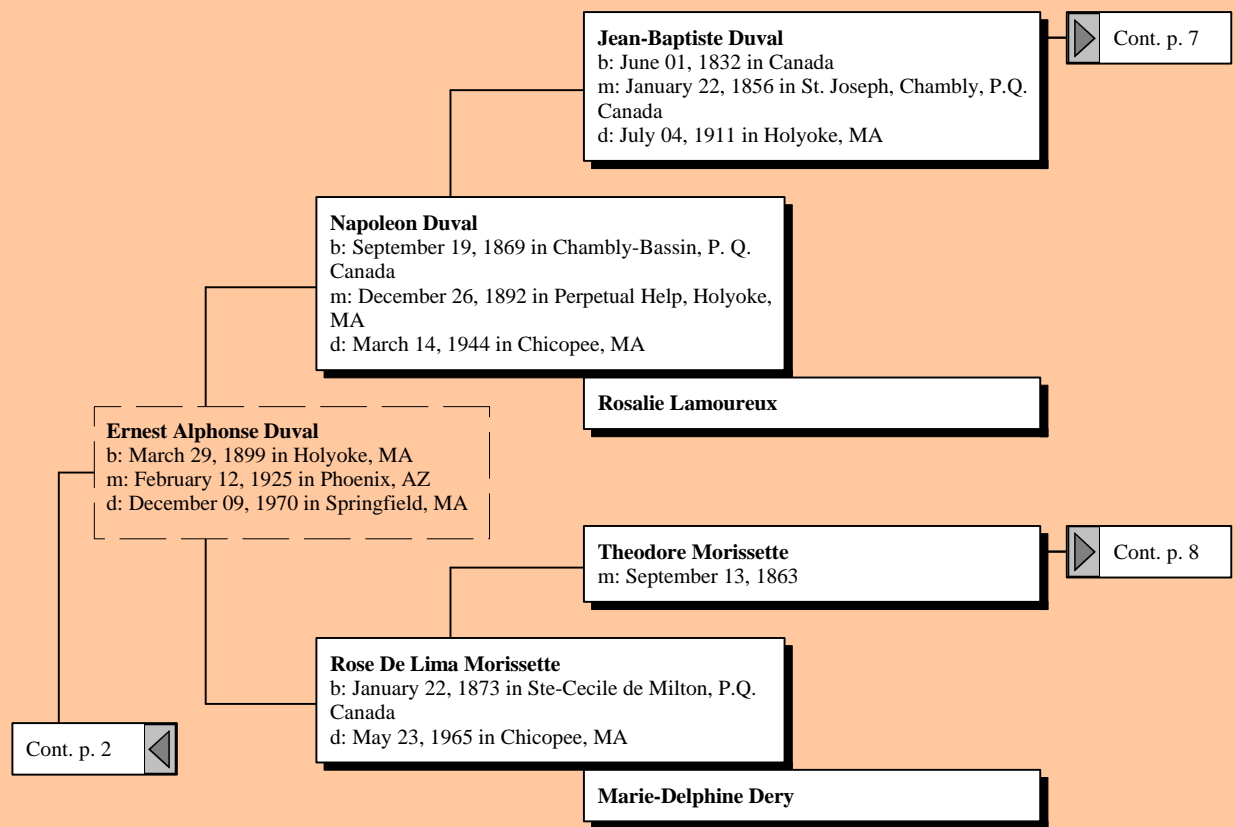 Jean-Baptiste Duval
b: June 01, 1832 in Canada
m: January 22, 1856 in St. Joseph, Chambly, P.Q.
Canada
d: July 04, 1911 in Holyoke, MA
Cont. p. 7
Napoleon Duval
b: September 19, 1869 in Chambly-Bassin, P. Q.
Canada
m: December 26, 1892 in Perpetual Help, Holyoke,
MA
d: March 14, 1944 in Chicopee, MA
Rosalie Lamoureux
Ernest Alphonse Duval
b: March 29, 1899 in Holyoke, MA
m: February 12, 1925 in Phoenix, AZ
d: December 09, 1970 in Springfield, MA
Theodore Morissette
m: September 13, 1863
Cont. p. 8
Rose De Lima Morissette
b: January 22, 1873 in Ste-Cecile de Milton, P.Q.
Canada
d: May 23, 1965 in Chicopee, MA
Cont. p. 2
Marie-Delphine Dery